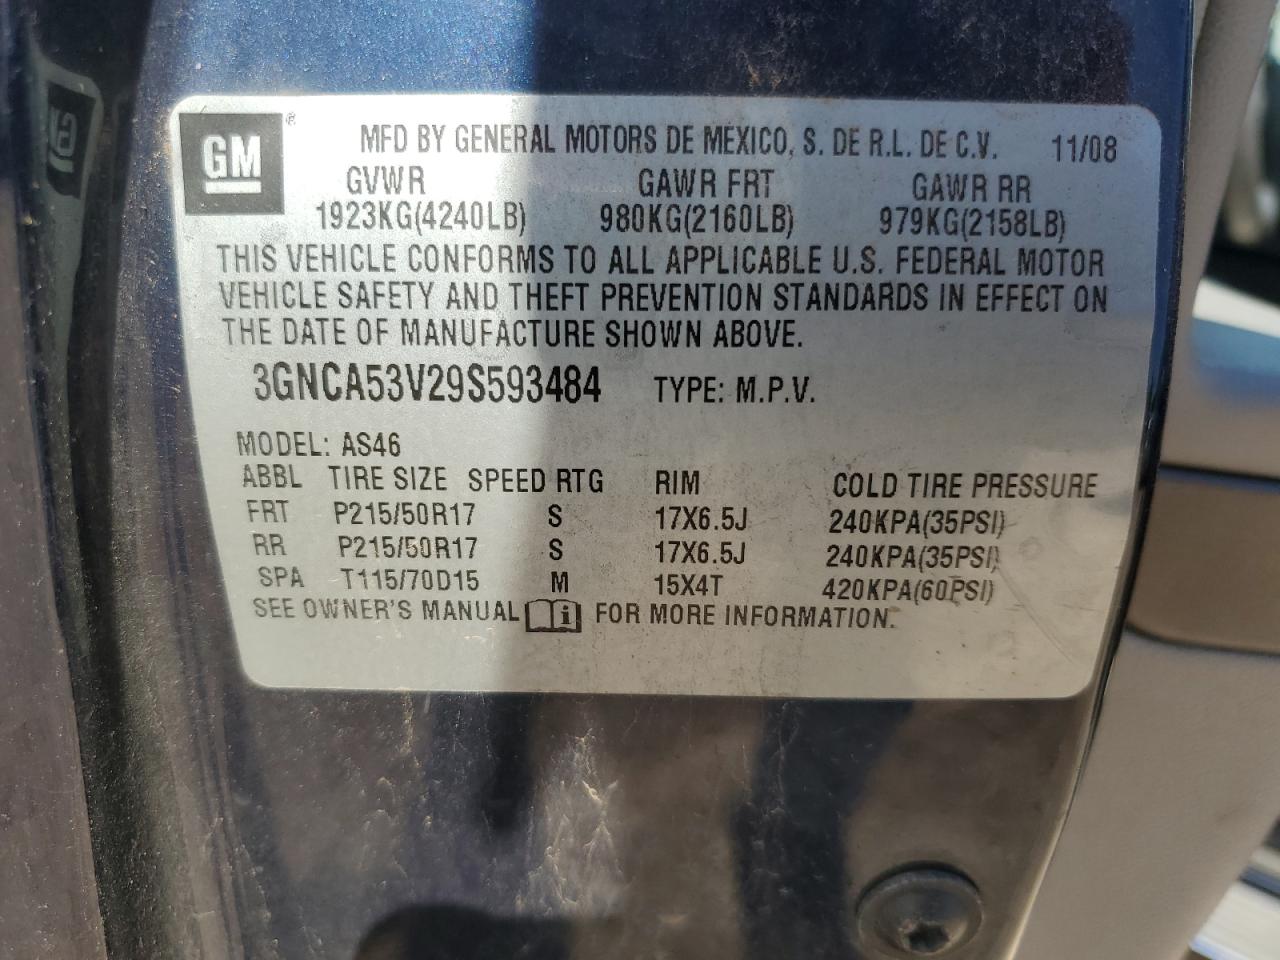 GM ® MFD BY GENERAL MOTORS DE MEXICO, S. DE R.L. DE C.V. 11/08
GVWR GAWR FRT GAWR RR
1923KG(4240LB) 980KG(2160LB) 979KG(2158LB)
THIS VEHICLE CONFORMS TO ALL APPLICABLE U.S. FEDERAL MOTOR
VEHICLE SAFETY AND THEFT PREVENTION STANDARDS IN EFFECT ON
THE DATE OF MANUFACTURE SHOWN ABOVE.
3GNCA53V29S593484 TYPE: M.P.V.
MODEL: AS46
ABBL TIRE SIZE SPEED RTG RIM COLD TIRE PRESSURE
FRT P215/50R17 S 17X6.5J 240KPA(35PSI)
RR P215/50R17 S 17X6.5J 240KPA(35PSI)
SPA T115/70D15 M 15X4T 420KPA(60PSI)
SEE OWNER'S MANUAL i FOR MORE INFORMATION.